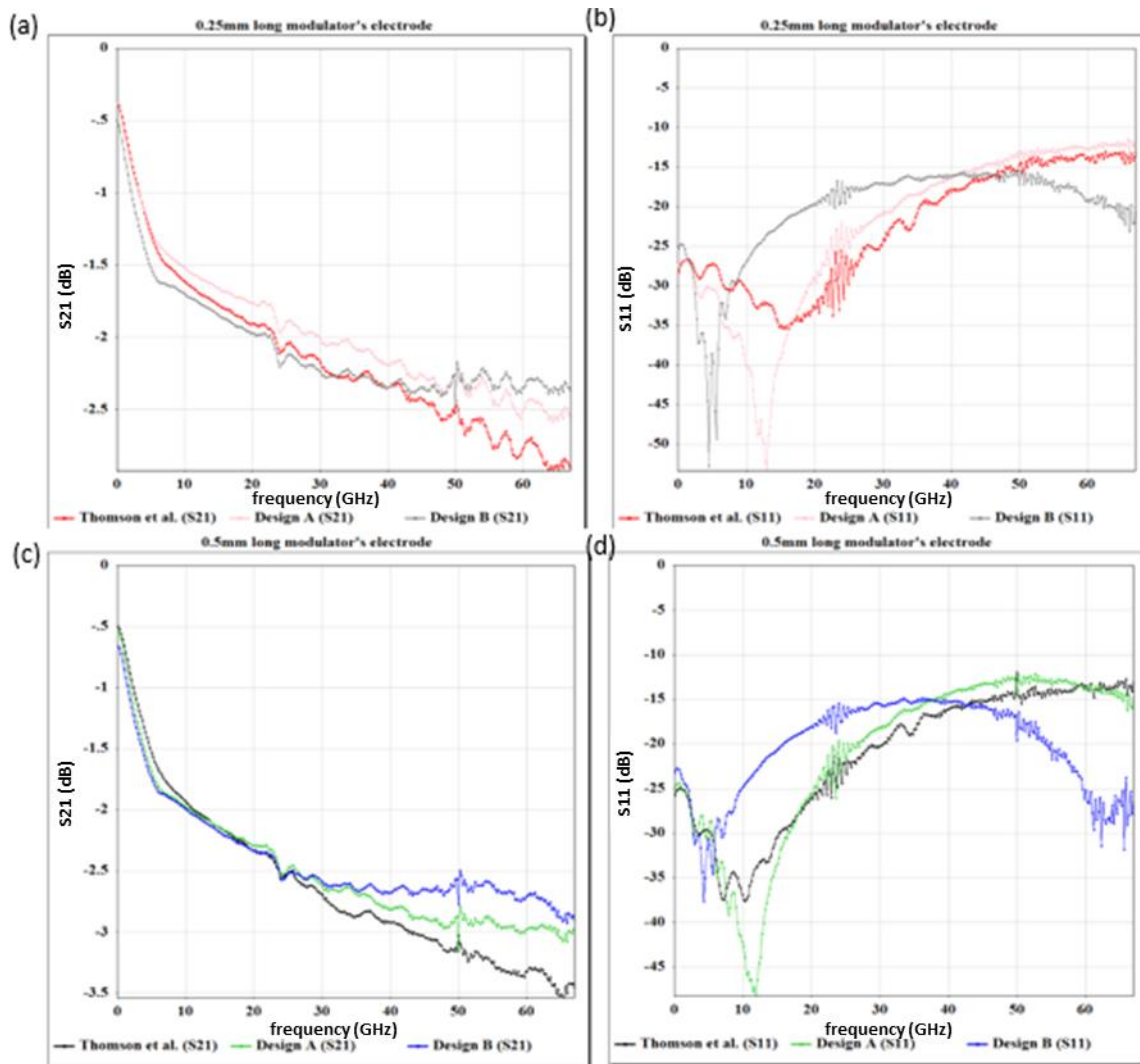 (a)
0.25mm long modulator's electrode
0
-.5
-1
-1.5
-2
-2.5
S21 (dB)
0 10 20 30 40 50 60
frequency (GHz)
Thomson et al. (S21) Design A (S21) Design B (S21)
(b)
0.25mm long modulator's electrode
0
-5
-10
-15
-20
-25
-30
-35
-40
-45
-50
S11 (dB)
0 10 20 30 40 50 60
frequency (GHz)
Thomson et al. (S11) Design A (S11) Design B (S11)
(c)
0.5mm long modulator's electrode
0
-.5
-1
-1.5
-2
-2.5
-3
-3.5
S21 (dB)
0 10 20 30 40 50 60
frequency (GHz)
Thomson et al. (S21) Design A (S21) Design B (S21)
(d)
0.5mm long modulator's electrode
0
-5
-10
-15
-20
-25
-30
-35
-40
-45
S11 (dB)
0 10 20 30 40 50 60
frequency (GHz)
Thomson et al. (S11) Design A (S11) Design B (S11)